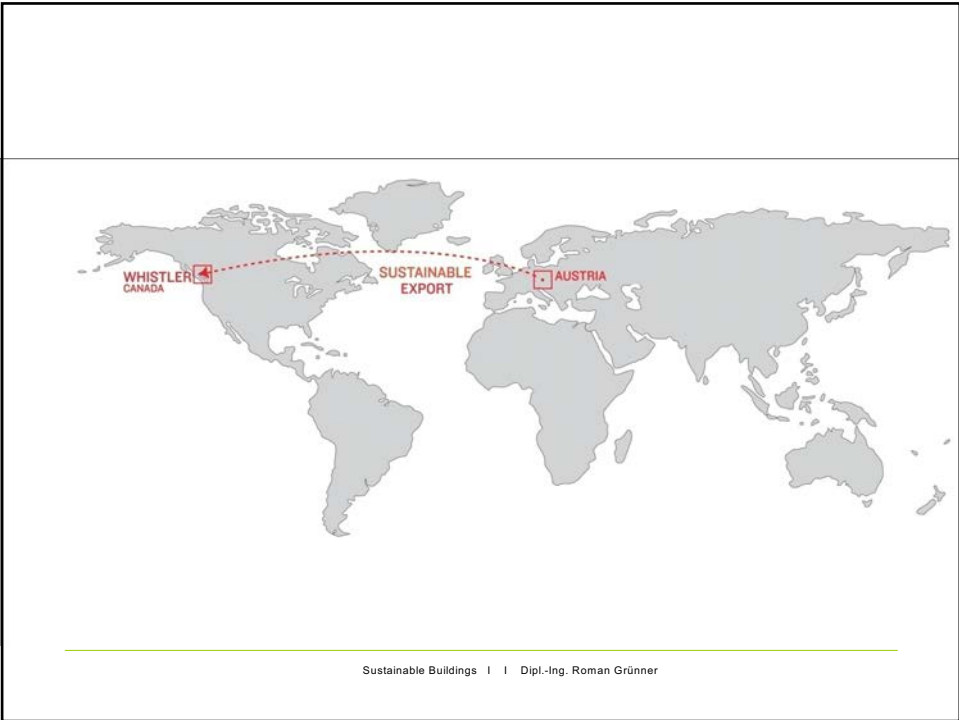 WHISTLER
CANADA
SUSTAINABLE
EXPORT
AUSTRIA
Sustainable Buildings I I Dipl.-Ing. Roman Grünner